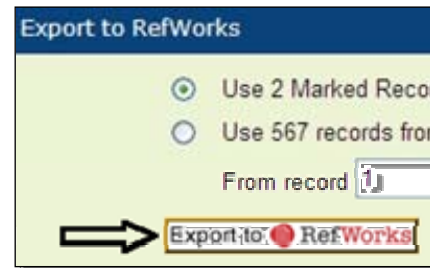 Export to RefWorks
Use 2 Marked Reco
Use 567 records fro
From record 1
Export to RefWorks